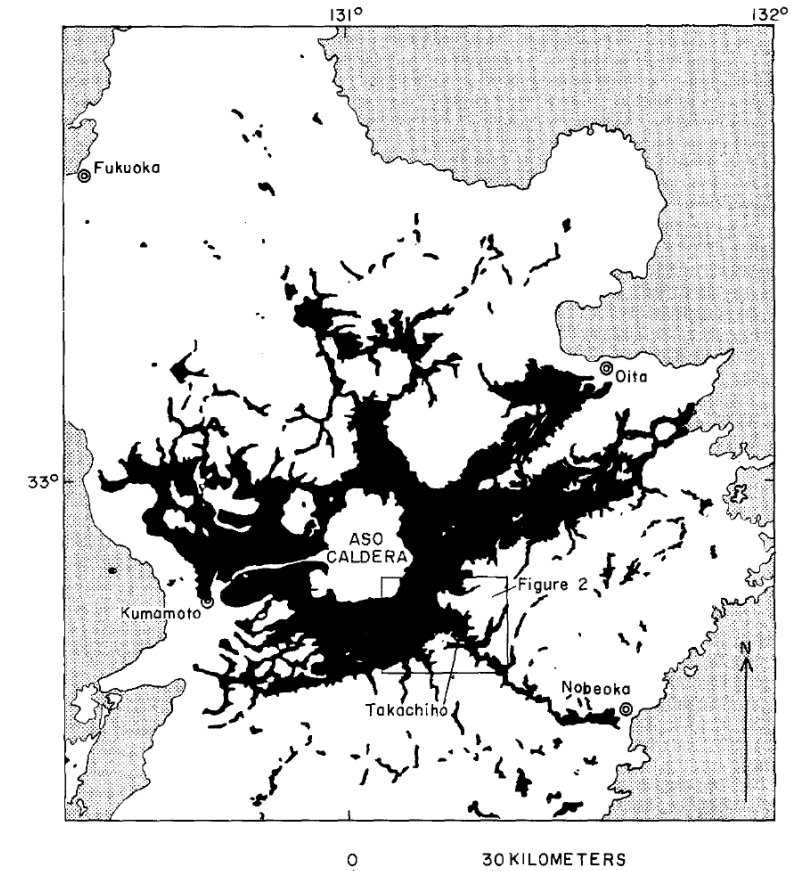 131°
132°
Fukuoka
Oita
33°
ASO
CALDERA
Figure 2
Kumamoto
N
Nobeoka
Takachiho
0 30 KILOMETERS